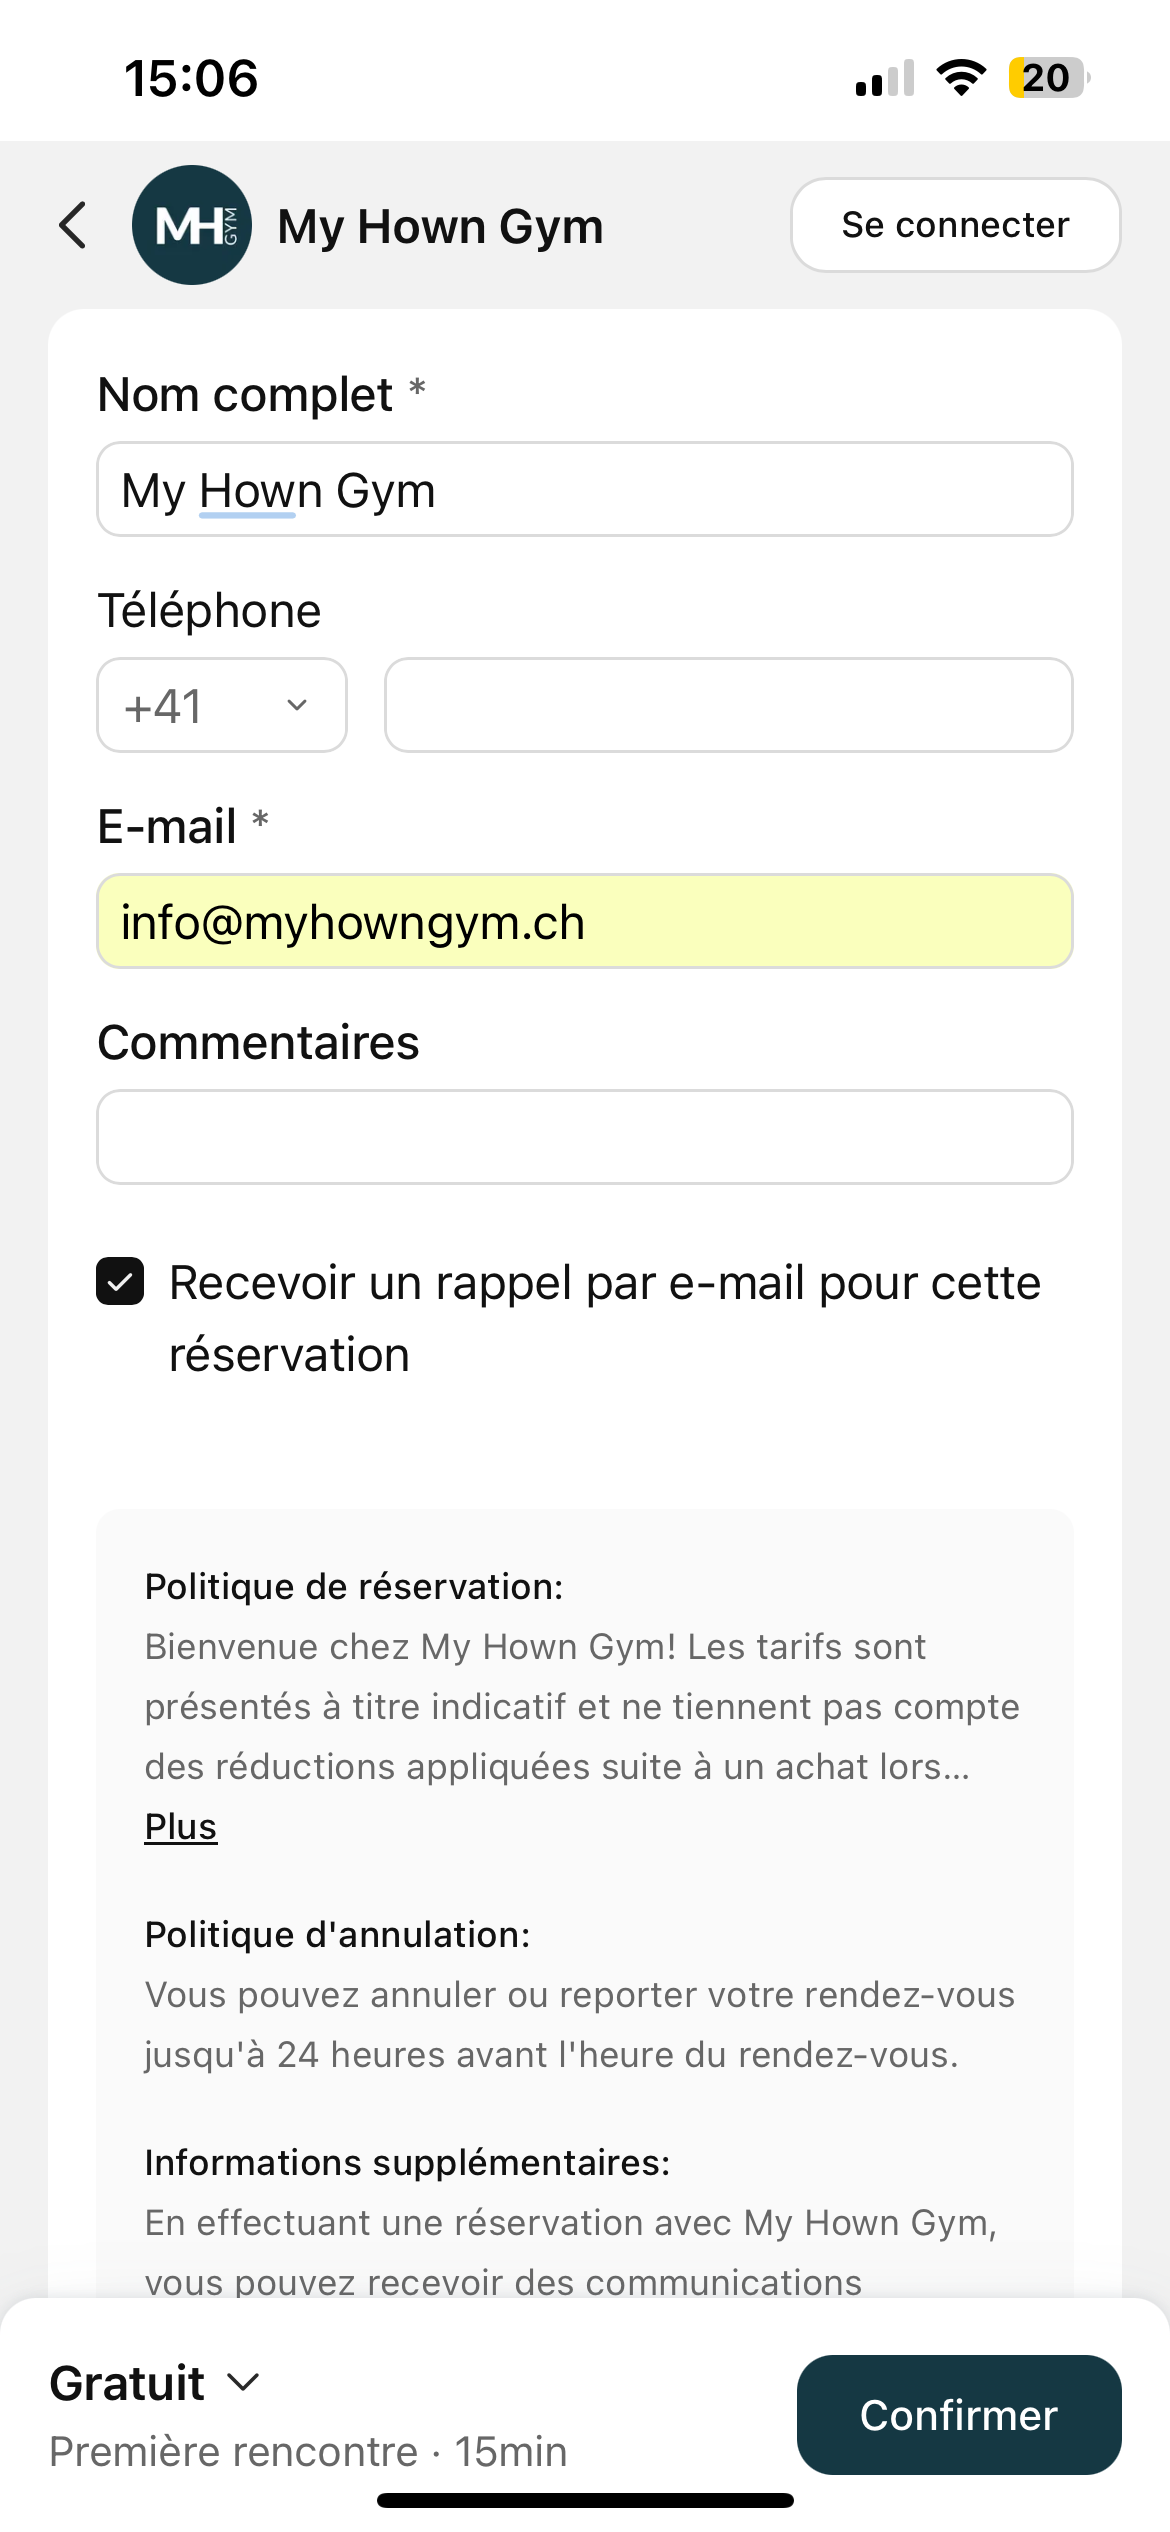 15:06
20
MH GYM
My Hown Gym
Se connecter
Nom complet *
My Hown Gym
Téléphone
+41
E-mail *
info@myhowngym.ch
Commentaires
Recevoir un rappel par e-mail pour cette
réservation
Politique de réservation:
Bienvenue chez My Hown Gym! Les tarifs sont
présentés à titre indicatif et ne tiennent pas compte
des réductions appliquées suite à un achat lors...
Plus
Politique d'annulation:
Vous pouvez annuler ou reporter votre rendez-vous
jusqu'à 24 heures avant l'heure du rendez-vous.
Informations supplémentaires:
En effectuant une réservation avec My Hown Gym,
vous pouvez recevoir des communications
Gratuit
Première rencontre · 15min
Confirmer